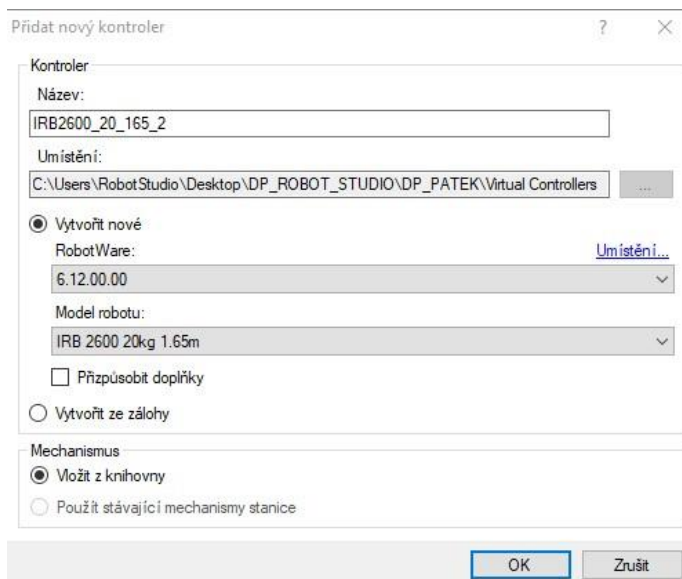 Přidat nový kontroler
?
Kontroler
Název:
IRB2600_20_165_2
Umístění:
C:\Users\RobotStudio\Desktop\DP_ROBOT_STUDIO\DP_PATEK\Virtual Controllers
...
Vytvořit nové
RobotWare:
Umístění...
6.12.00.00
Model robotu:
IRB 2600 20kg 1.65m
Přizpůsobit doplňky
Vytvořit ze zálohy
Mechanismus
Vložit z knihovny
Použít stávající mechanismy stanice
OK
Zrušit